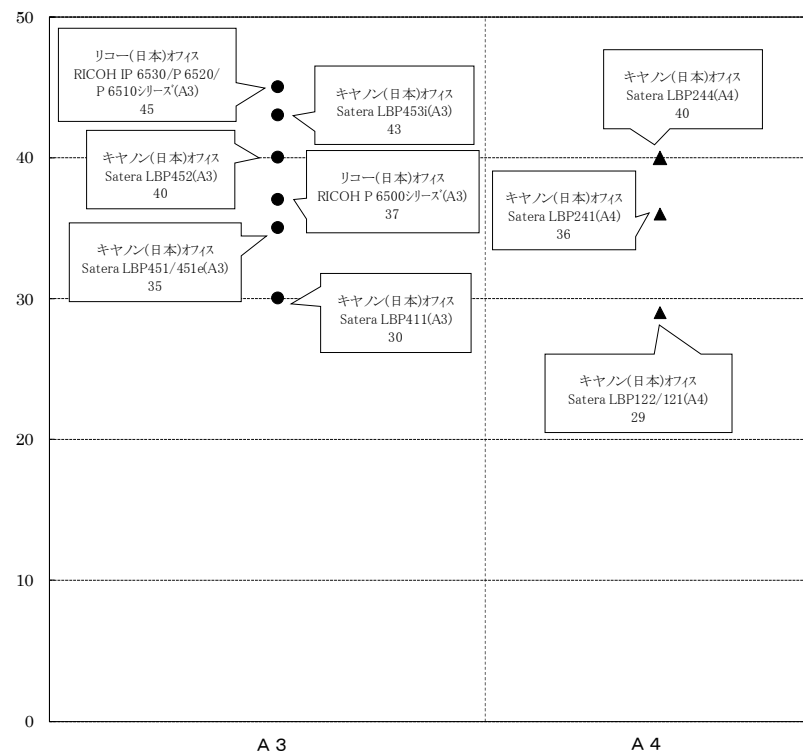 50
リコー(日本)オフィス
RICOH IP 6530/P 6520/
P 6510シリーズ(A3)
45
キヤノン(日本)オフィス
Satera LBP453i(A3)
43
キヤノン(日本)オフィス
Satera LBP244(A4)
40
40
キヤノン(日本)オフィス
Satera LBP452(A3)
40
リコー(日本)オフィス
RICOH P 6500シリーズ(A3)
37
キヤノン(日本)オフィス
Satera LBP241(A4)
36
キヤノン(日本)オフィス
Satera LBP451/451e(A3)
35
30
キヤノン(日本)オフィス
Satera LBP411(A3)
30
キヤノン(日本)オフィス
Satera LBP122/121(A4)
29
20
10
0
A3
A4